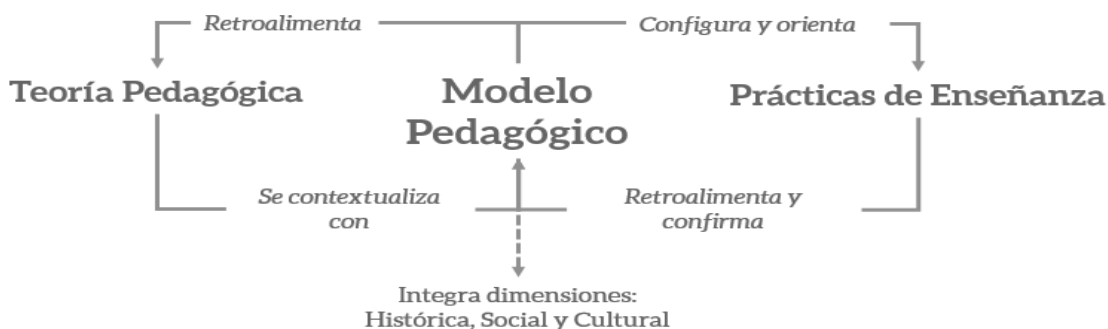 Retroalimenta
Configura y orienta
Teoría Pedagógica
Modelo
Pedagógico
Prácticas de Enseñanza
Se contextualiza
con
Retroalimenta y
confirma
Integra dimensiones:
Histórica, Social y Cultural